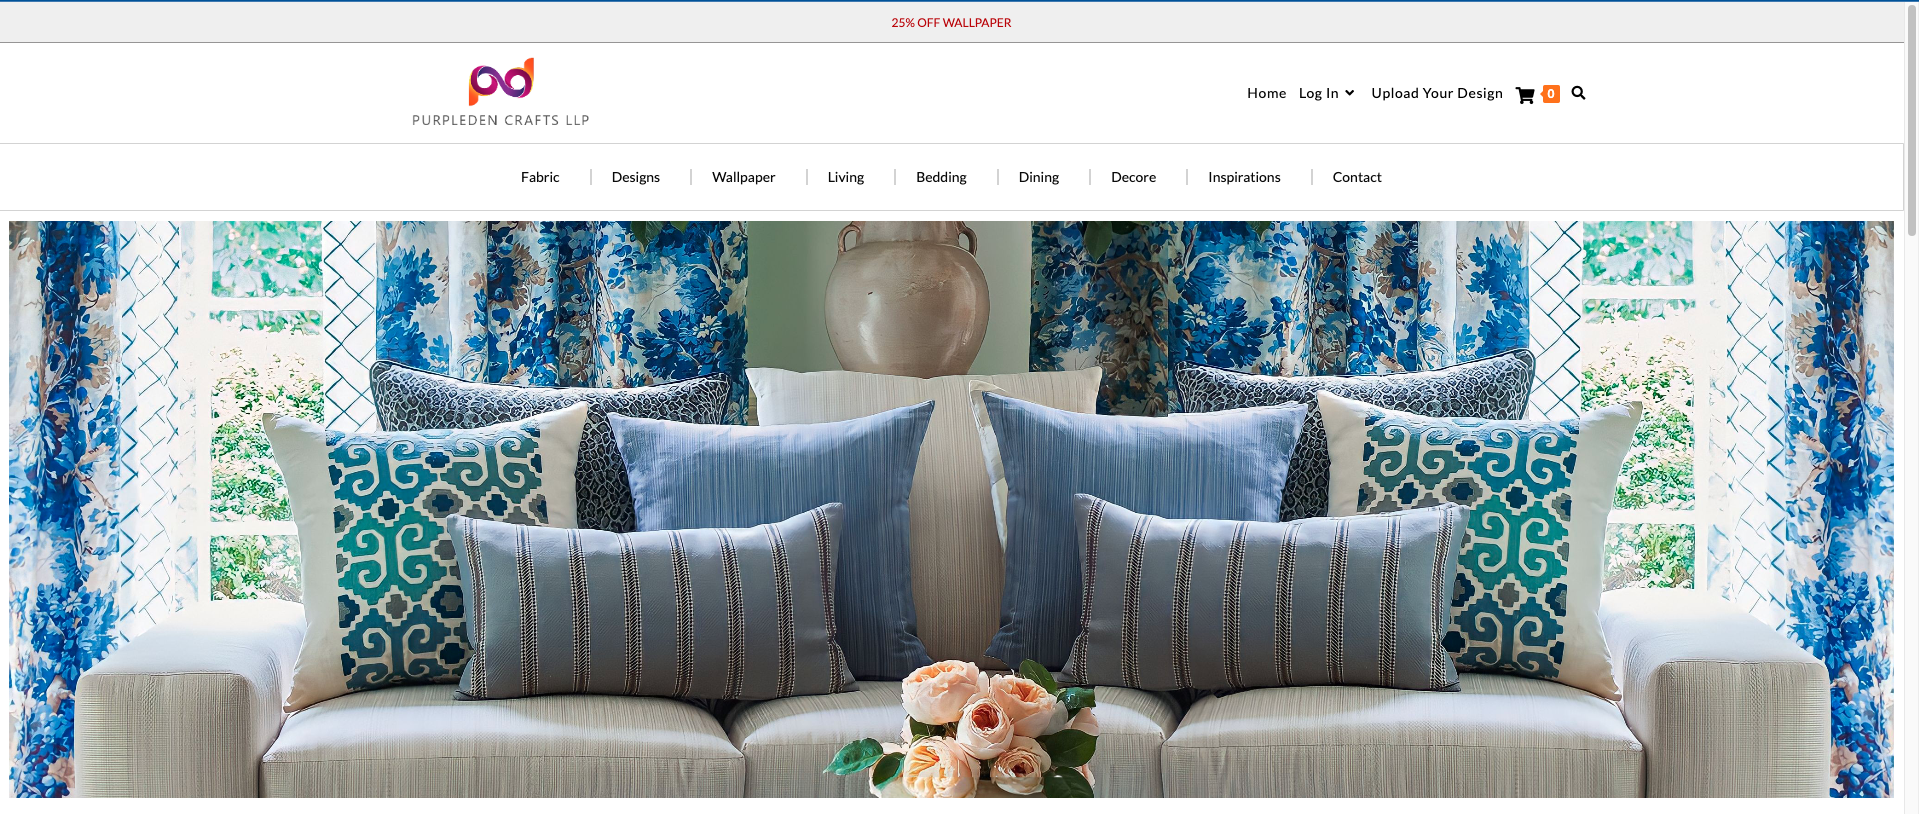 25% OFF WALLPAPER
PURPLEDEN CRAFTS LLP
Home Log In Upload Your Design 0
Fabric Designs Wallpaper Living Bedding Dining Decore Inspirations Contact